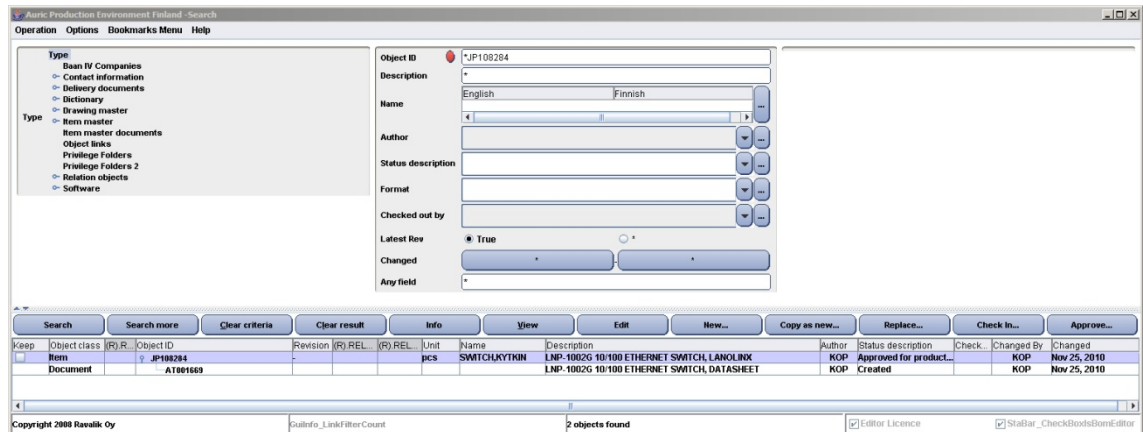 Auric Production Environment Finland -Search
Operation Options Bookmarks Menu Help
Type
Type
Baan IV Companies
Contact information
Delivery documents
Dictionary
Drawing master
Item master
Item master documents
Object links
Privilege Folders
Privilege Folders 2
Relation objects
Software
Object ID *JP108284
Description *
Name English Finnish ...
Author ...
Status description ...
Format ...
Checked out by ...
Latest Rev True *
Changed * - *
Any field *
Search Search more Clear criteria Clear result Info View Edit New... Copy as new... Replace... Check In... Approve...
Keep Object class (R).R... Object ID Revision (R).REL... (R).REL... Unit Name Description Author Status description Check... Changed By Changed
Item JP108284 - pcs SWITCH,KYTKIN LNP-1002G 10/100 ETHERNET SWITCH, LANOLINX KOP Approved for product... KOP Nov 25, 2010
Document AT001669 LNP-1002G 10/100 ETHERNET SWITCH, DATASHEET KOP Created KOP Nov 25, 2010
Copyright 2008 Ravalik Oy GuiInfo_LinkFilterCount 2 objects found Editor Licence StaBar_CheckBoxIsBomEditor